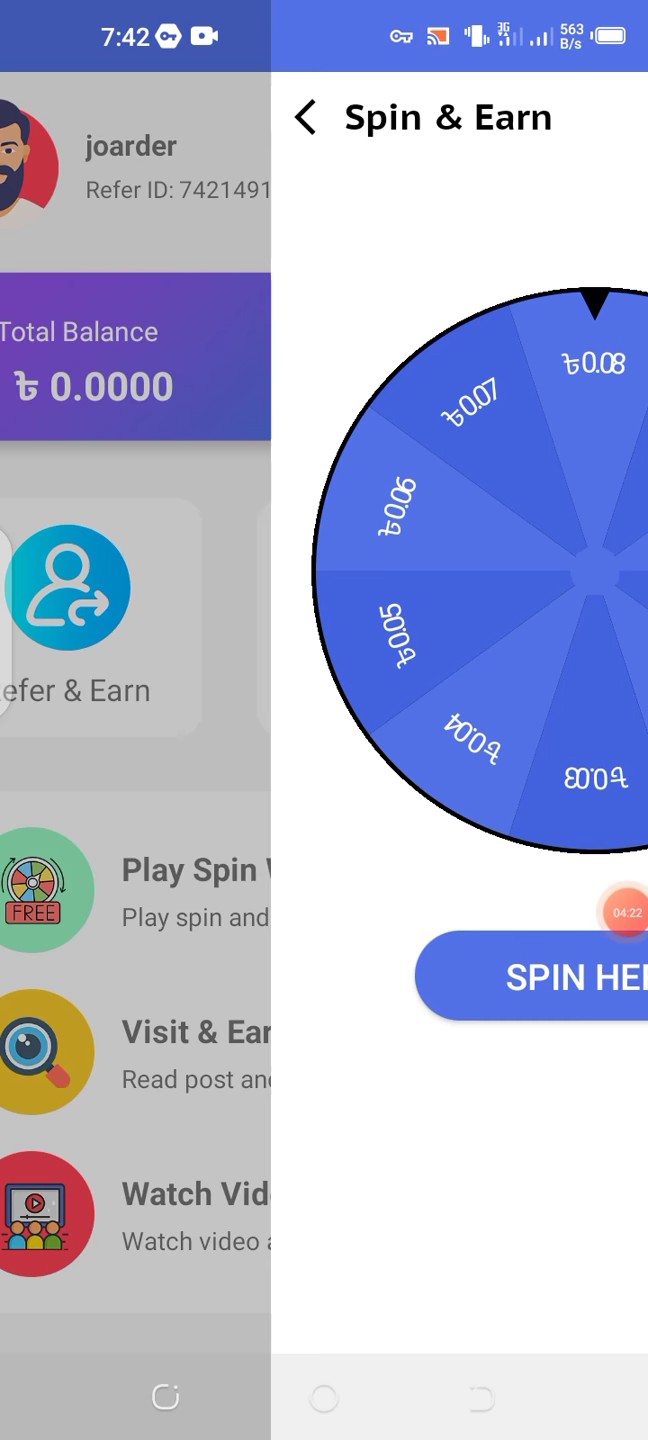 7:42
563
B/s
joarder
Refer ID: 7421491
Total Balance
৳ 0.0000
efer & Earn
FREE
Play Spin
Play spin and
Visit & Ear
Read post an
Watch Vid
Watch video
Spin & Earn
৳0.08
৳0.07
৳0.06
৳0.05
৳0.04
৳0.03
04:22
SPIN HE